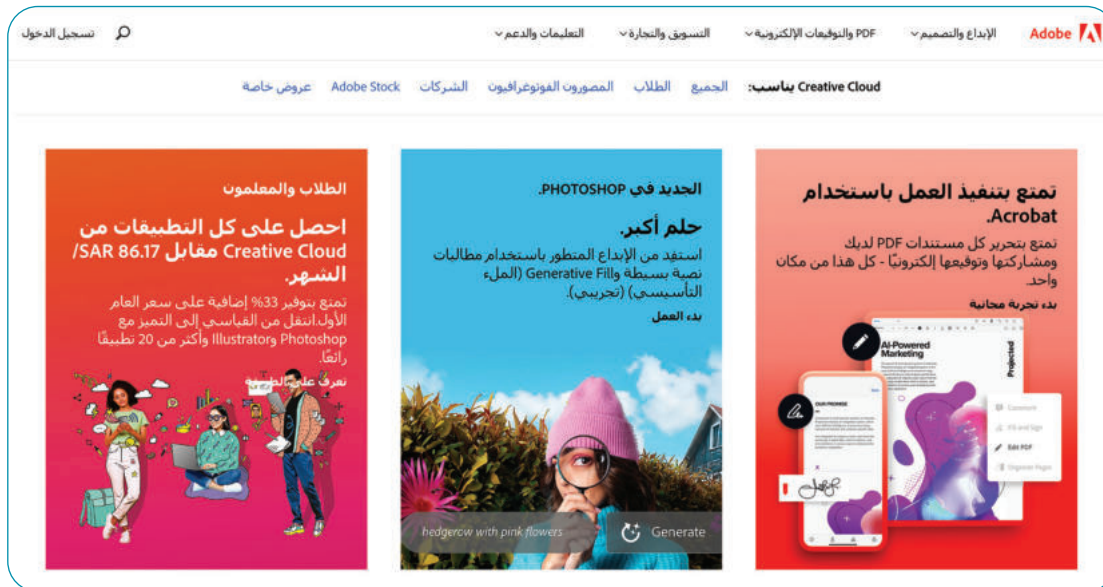 Adobe
الإبداع والتصميم
PDF والتوقيعات الإلكترونية
التسويق والتجارة
التعليمات والدعم
تسجيل الدخول
Creative Cloud يناسب: الجميع الطلاب المصورون الفوتوغرافيون الشركات Adobe Stock عروض خاصة
تمتع بتنفيذ العمل باستخدام
Acrobat.
تمتع بتحرير كل مستندات PDF لديك
ومشاركتها وتوقيعها إلكترونيًا - كل هذا من مكان
واحد.
بدء تجربة مجانية
AI-Powered
Marketing
Projected
OUR PROMISE
Comment
Fill and Sign
Edit PDF
Organize Pages
الجديد في PHOTOSHOP.
حلم أكبر.
استفد من الإبداع المتطور باستخدام مطالبات
نصية بسيطة وGenerative Fill (الملء
التأسيسي) (تجريبي).
بدء العمل
hedgerow with pink flowers
Generate
الطلاب والمعلمون
احصل على كل التطبيقات من
Creative Cloud مقابل SAR 86.17/
الشهر.
تمتع بتوفير 33% إضافية على سعر العام
الأول.انتقل من القياسي إلى التميز مع
Photoshop وIllustrator وأكثر من 20 تطبيقًا
رائعًا.
تعرف على الطريقة